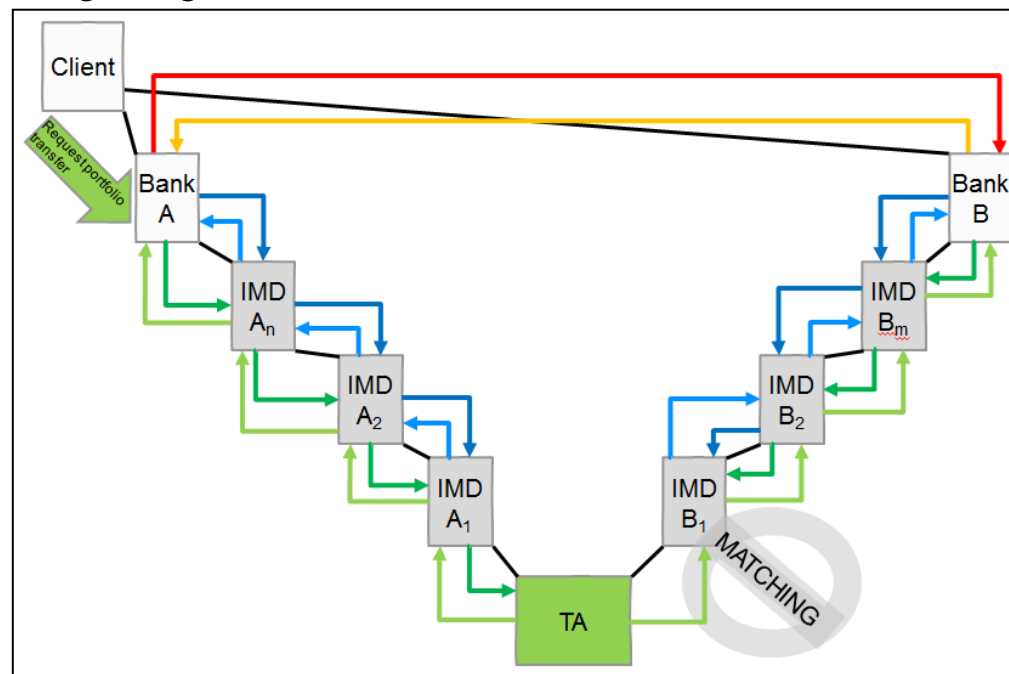 Client
Request portfolio
transfer
Bank
A
Bank
B
IMD
Aₙ
IMD
Bₘ
IMD
A₂
IMD
B₂
IMD
A₁
IMD
B₁
MATCHING
TA